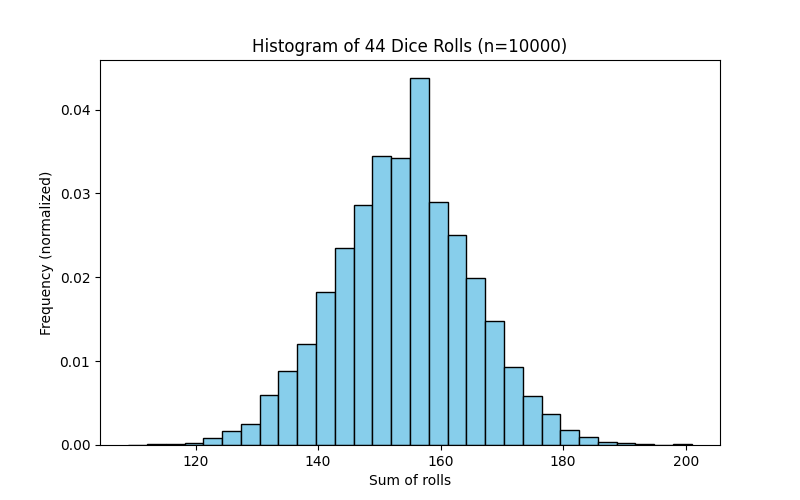 Histogram of 44 Dice Rolls (n=10000)
Frequency (normalized)
0.04
0.03
0.02
0.01
0.00
120 140 160 180 200
Sum of rolls